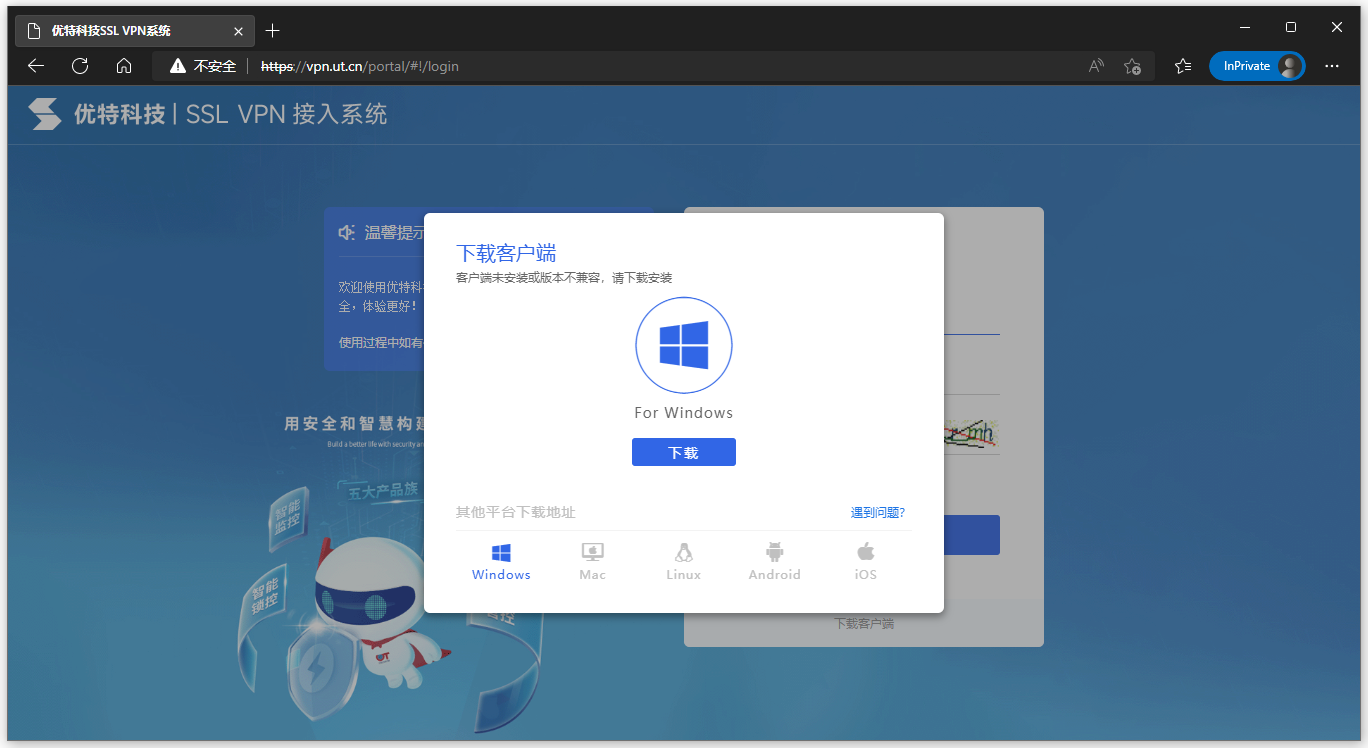 优特科技SSL VPN系统
不安全
https://vpn.ut.cn/portal/#!/login
InPrivate
优特科技 | SSL VPN 接入系统
温馨提示
欢迎使用优特科
全，体验更好！
使用过程中如有
用安全和智慧构建
Build a better life with security an
五大产品族
智能
监控
智能
锁控
下载客户端
客户端未安装或版本不兼容，请下载安装
For Windows
下载
其他平台下载地址
遇到问题?
Windows
Mac
Linux
Android
iOS
下载客户端